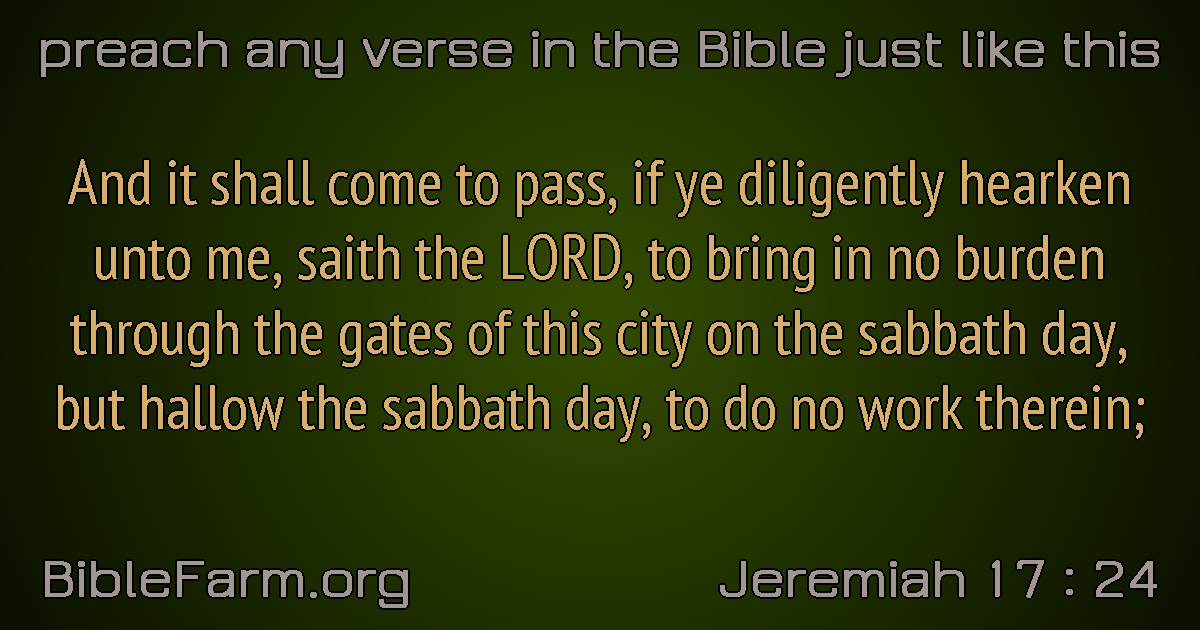 preach any verse in the Bible just like this
And it shall come to pass, if ye diligently hearken
unto me, saith the LORD, to bring in no burden
through the gates of this city on the sabbath day,
but hallow the sabbath day, to do no work therein;
BibleFarm.org
Jeremiah 17 : 24